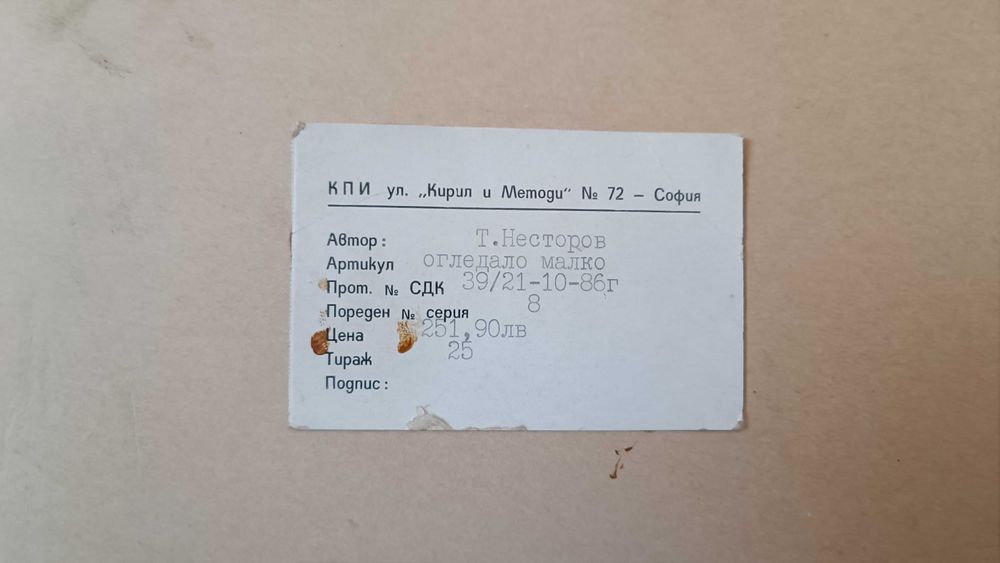 КПИ ул. „Кирил и Методи“ № 72 – София
Автор: Т.Несторов
Артикул огледало малко
Прот. № СДК 39/21-10-86г
Пореден № серия 8
Цена 251,90лв
Тираж 25
Подпис: